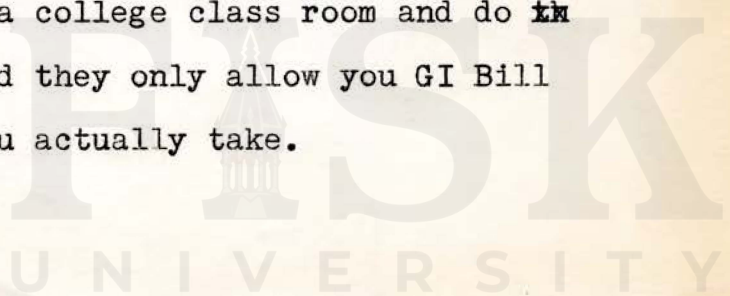 a college class room and do
d they only allow you GI Bill
u actually take.
FISK
UNIVERSITY